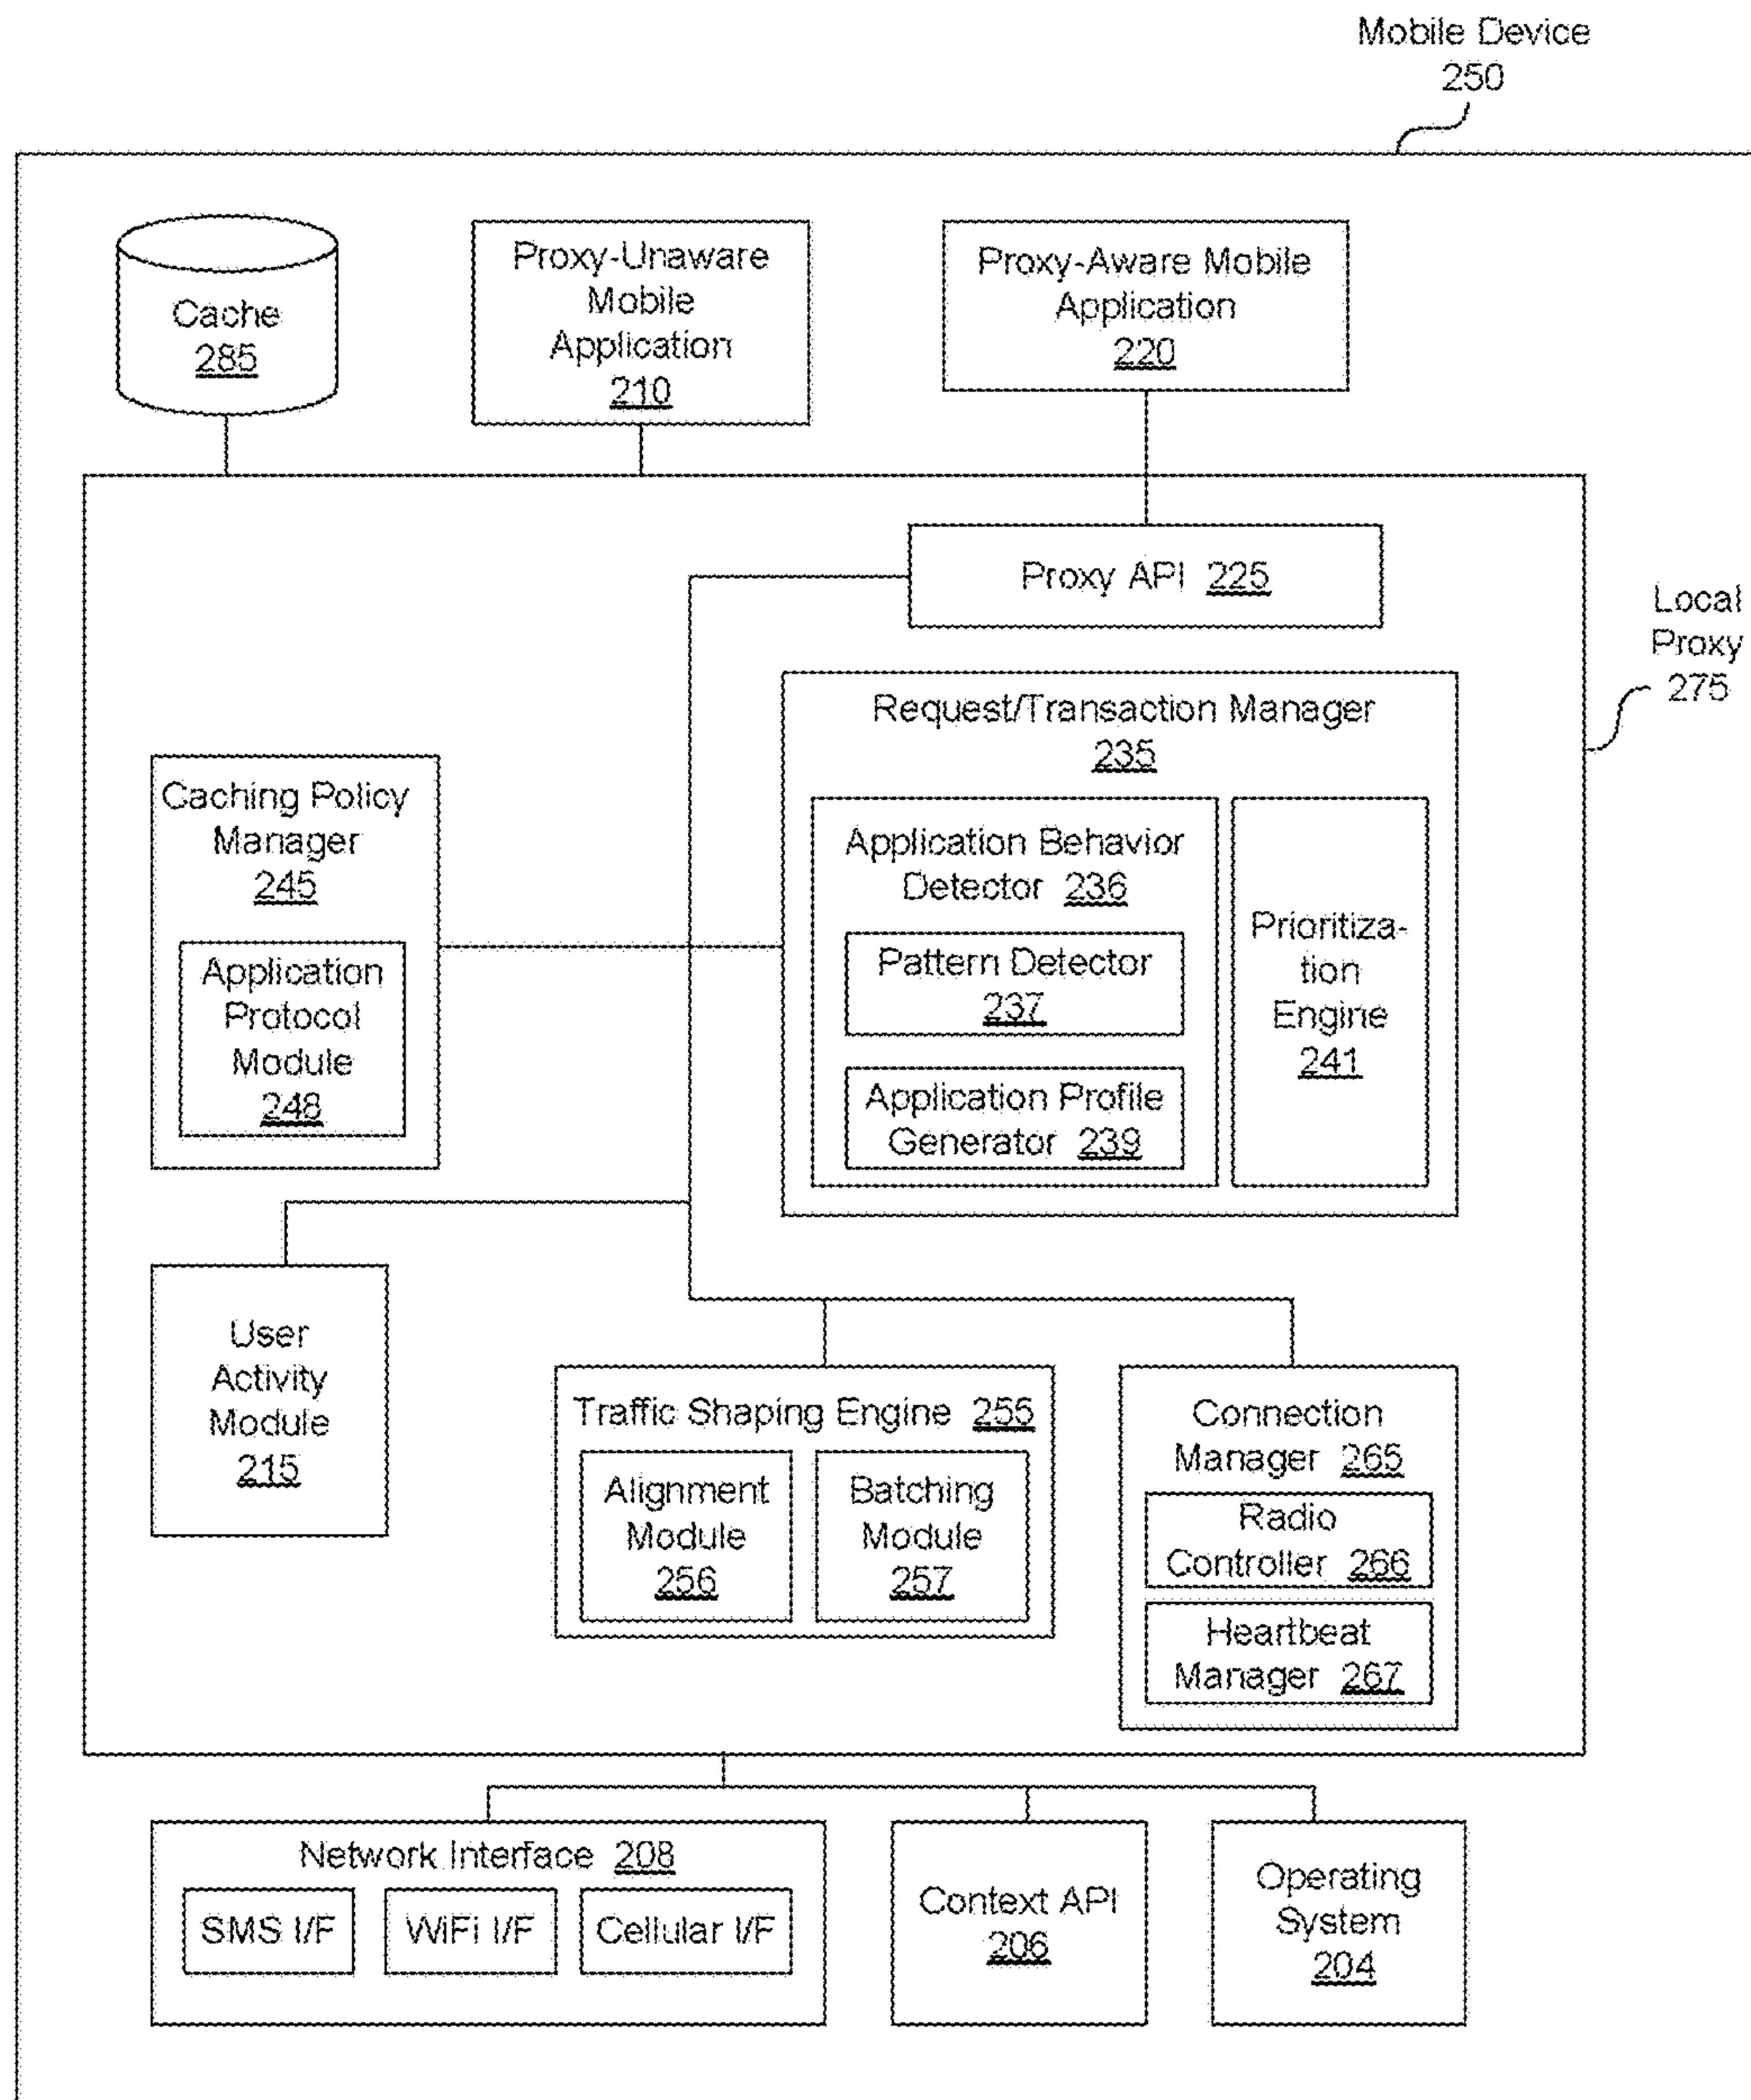 Mobile Device
250
Cache
285
Proxy-Unaware
Mobile
Application
210
Proxy-Aware Mobile
Application
220
Proxy API 225
Local
Proxy
275
Request/Transaction Manager
235
Caching Policy
Manager
245
Application
Protocol
Module
248
Application Behavior
Detector 236
Pattern Detector
237
Application Profile
Generator 239
Prioritiza-
tion
Engine
241
User
Activity
Module
215
Traffic Shaping Engine 255
Alignment
Module
256
Batching
Module
257
Connection
Manager 265
Radio
Controller 266
Heartbeat
Manager 267
Network Interface 208
SMS I/F
WiFi I/F
Cellular I/F
Context API
206
Operating
System
204